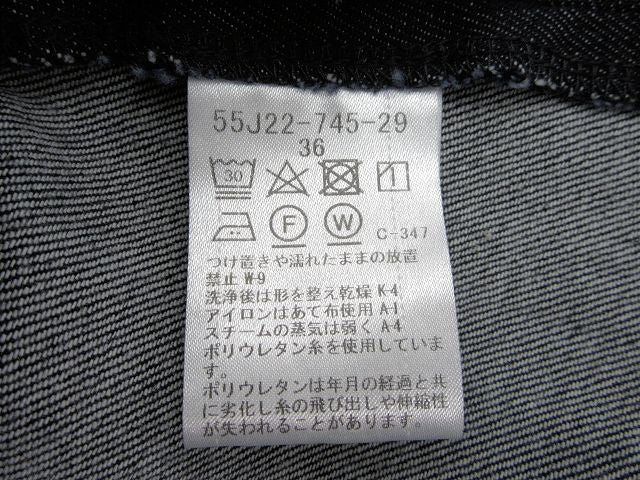 55J22-745-29
36
30
F W C-347
つけ置きや濡れたままの放置
禁止 W-9
洗浄後は形を整え乾燥 K-4
アイロンはあて布使用 A-1
スチームの蒸気は弱く A-4
ポリウレタン糸を使用していま
す。
ポリウレタンは年月の経過と共
に劣化し糸の飛び出しや伸縮性
が失われることがあります。